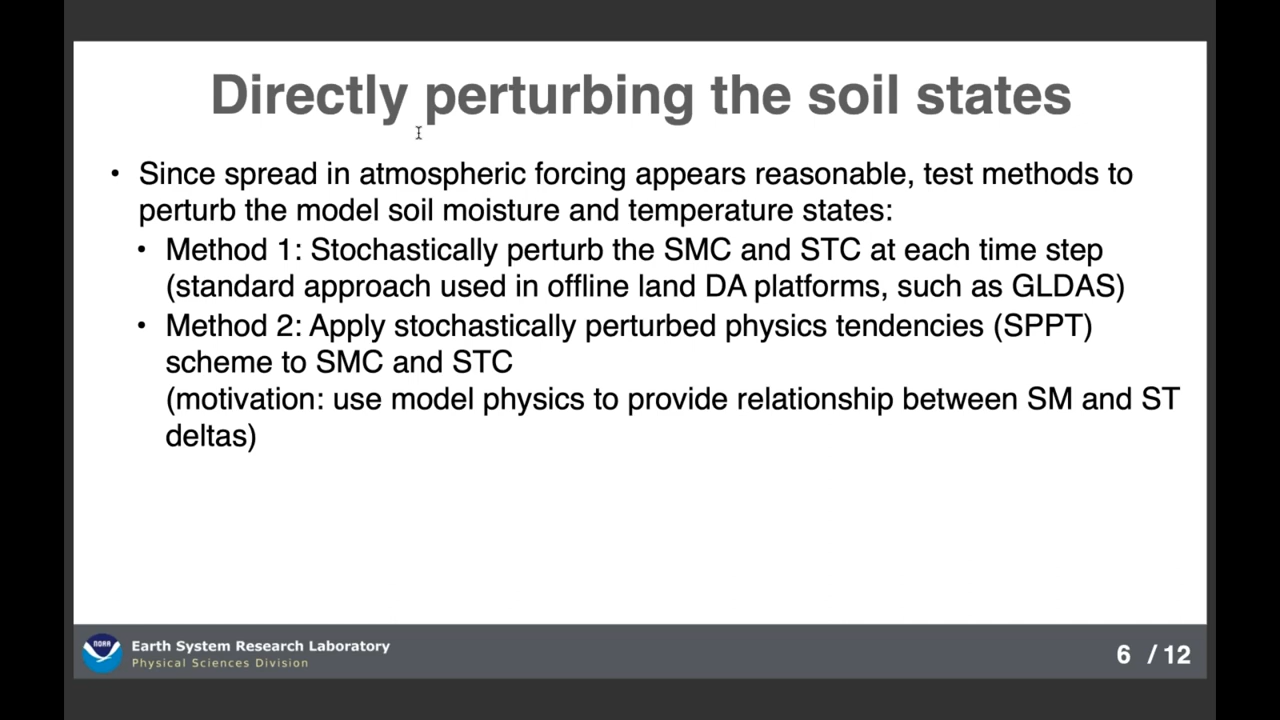 Directly perturbing the soil states
• Since spread in atmospheric forcing appears reasonable, test methods to
perturb the model soil moisture and temperature states:
• Method 1: Stochastically perturb the SMC and STC at each time step
(standard approach used in offline land DA platforms, such as GLDAS)
• Method 2: Apply stochastically perturbed physics tendencies (SPPT)
scheme to SMC and STC
(motivation: use model physics to provide relationship between SM and ST
deltas)
NOAA
Earth System Research Laboratory
Physical Sciences Division
6 / 12